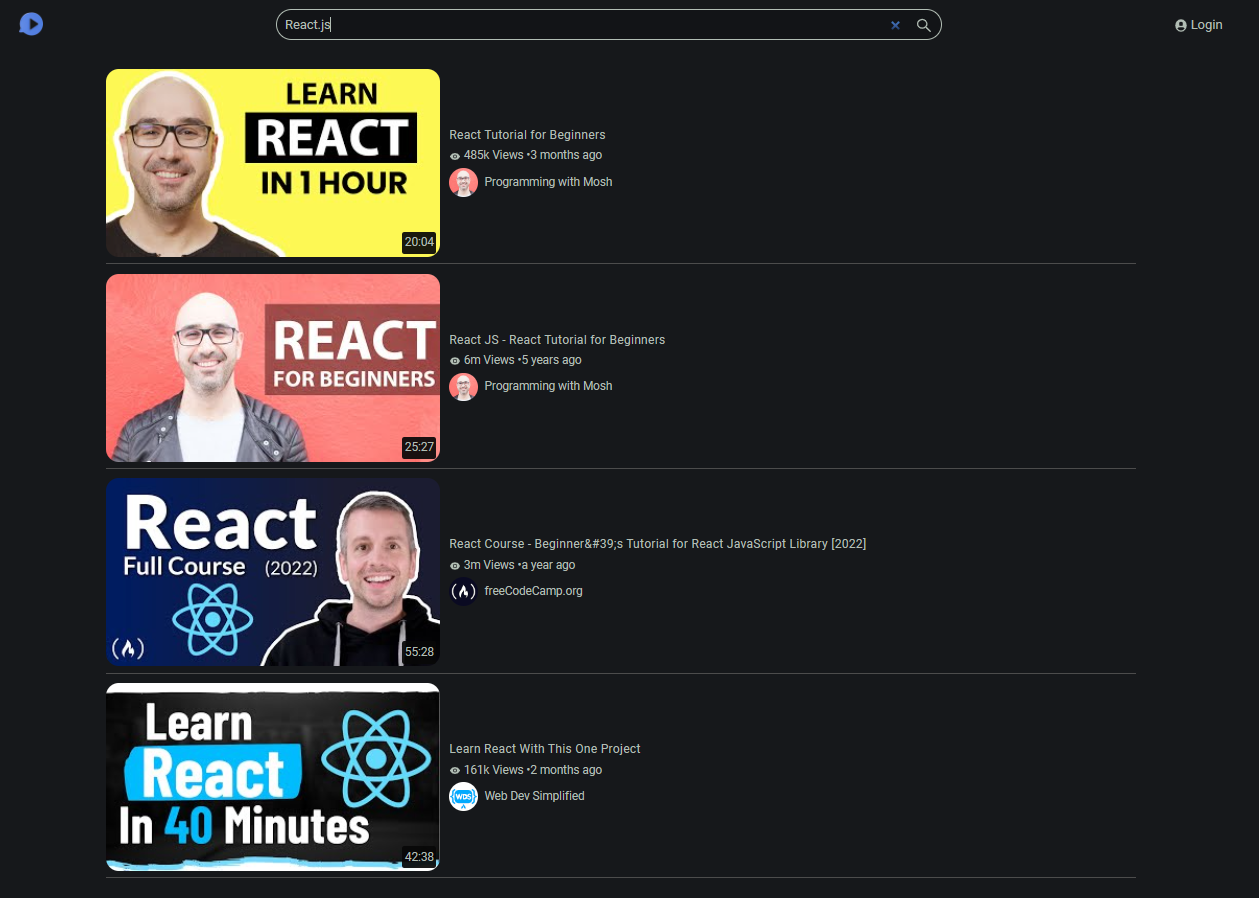 React.js
Login
LEARN
REACT
IN 1 HOUR
20:04
React Tutorial for Beginners
485k Views •3 months ago
Programming with Mosh
REACT
FOR BEGINNERS
25:27
React JS - React Tutorial for Beginners
6m Views •5 years ago
Programming with Mosh
React
Full Course (2022)
55:28
React Course - Beginner&#39;s Tutorial for React JavaScript Library [2022]
3m Views •a year ago
freeCodeCamp.org
Learn
React
In 40 Minutes
42:38
Learn React With This One Project
161k Views •2 months ago
WDS
Web Dev Simplified